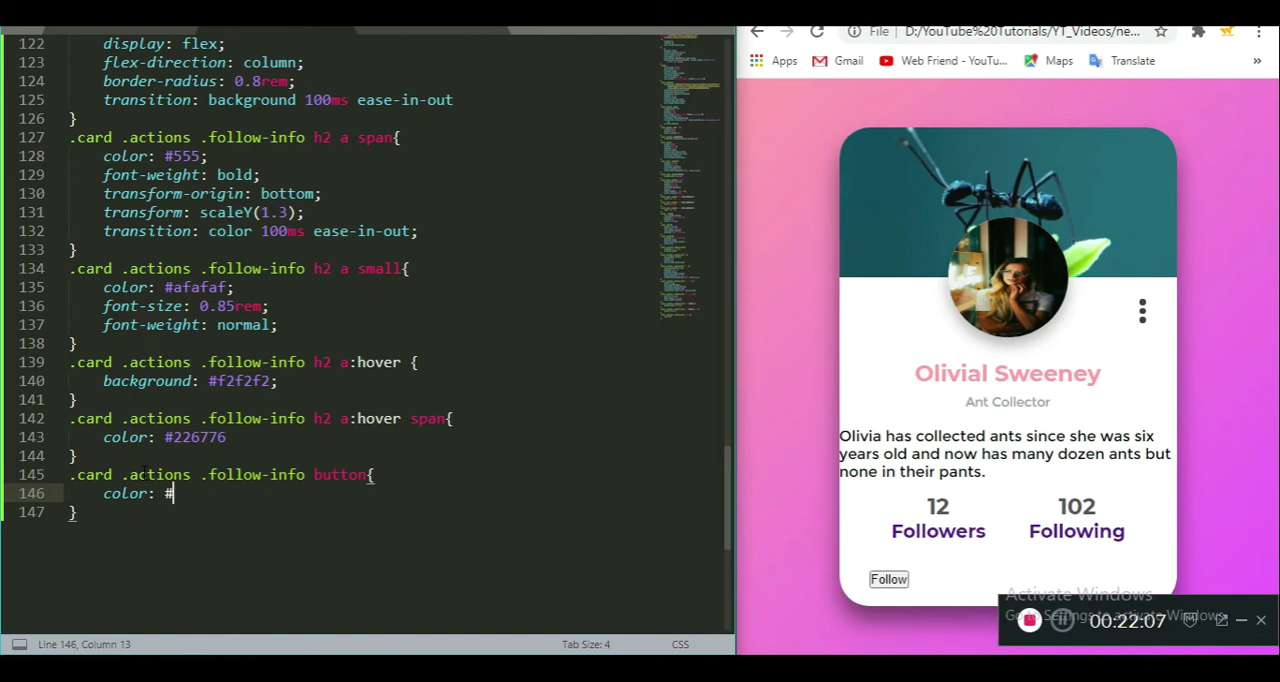 122 display: flex;
123 flex-direction: column;
124 border-radius: 0.8rem;
125 transition: background 100ms ease-in-out
126 }
127 .card .actions .follow-info h2 a span{
128 color: #555;
129 font-weight: bold;
130 transform-origin: bottom;
131 transform: scaleY(1.3);
132 transition: color 100ms ease-in-out;
133 }
134 .card .actions .follow-info h2 a small{
135 color: #afafaf;
136 font-size: 0.85rem;
137 font-weight: normal;
138 }
139 .card .actions .follow-info h2 a:hover {
140 background: #f2f2f2;
141 }
142 .card .actions .follow-info h2 a:hover span{
143 color: #226776
144 }
145 .card .actions .follow-info button{
146 color: #
147 }
Line 146, Column 13
Tab Size: 4
CSS
File D:/YouTube%20Tutorials/YT_Videos/ne...
Apps Gmail Web Friend - YouTu... Maps Translate »
Olivial Sweeney
Ant Collector
Olivia has collected ants since she was six
years old and now has many dozen ants but
none in their pants.
12 102
Followers Following
Follow
Activate Windows
Go to Settings to activate Windows.
00:22:07